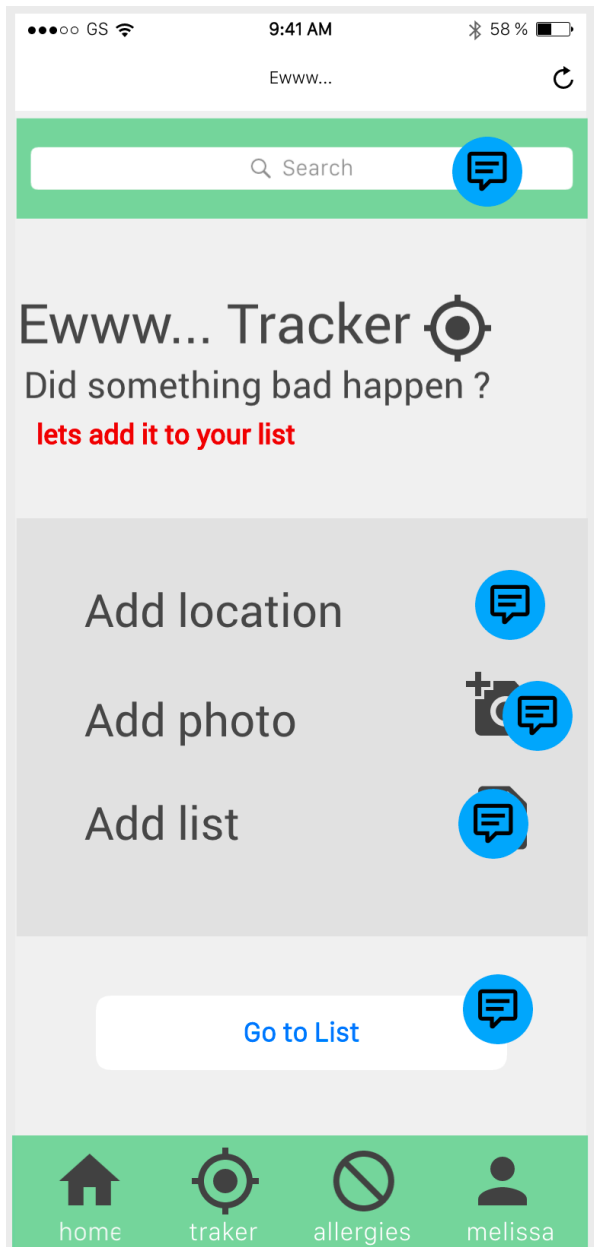 GS 9:41 AM 58 %
Ewww...
Search
Ewww... Tracker
Did something bad happen ?
lets add it to your list
Add location
Add photo
Add list
Go to List
home traker allergies melissa